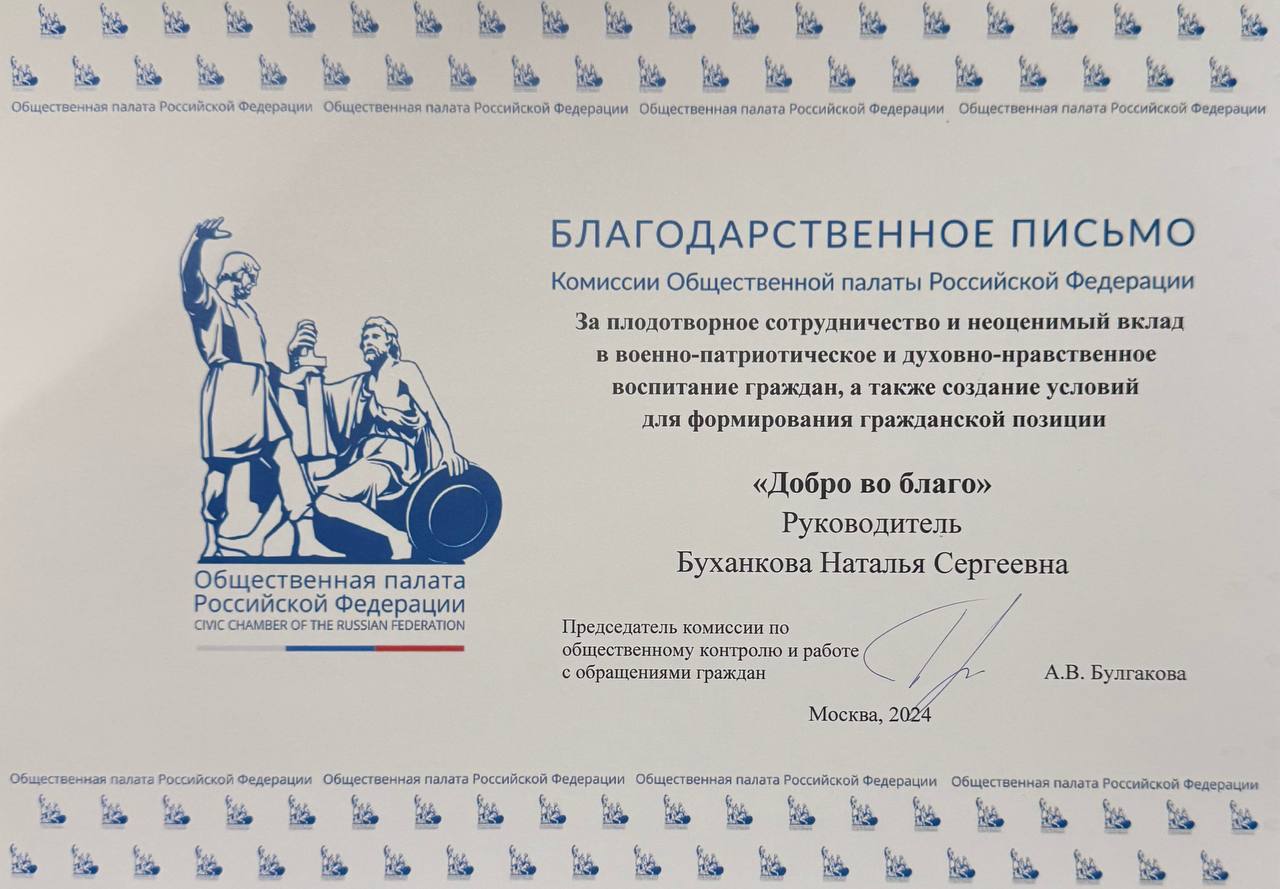 Общественная палата Российской Федерации Общественная палата Российской Федерации Общественная палата Российской Федерации Общественная палата Российской Федерации
БЛАГОДАРСТВЕННОЕ ПИСЬМО
Комиссии Общественной палаты Российской Федерации
За плодотворное сотрудничество и неоценимый вклад
в военно-патриотическое и духовно-нравственное
воспитание граждан, а также создание условий
для формирования гражданской позиции
«Добро во благо»
Руководитель
Буханкова Наталья Сергеевна
Общественная палата
Российской Федерации
CIVIC CHAMBER OF THE RUSSIAN FEDERATION
Председатель комиссии по
общественному контролю и работе
с обращениями граждан
А.В. Булгакова
Москва, 2024
Общественная палата Российской Федерации Общественная палата Российской Федерации Общественная палата Российской Федерации Общественная палата Российской Федерации